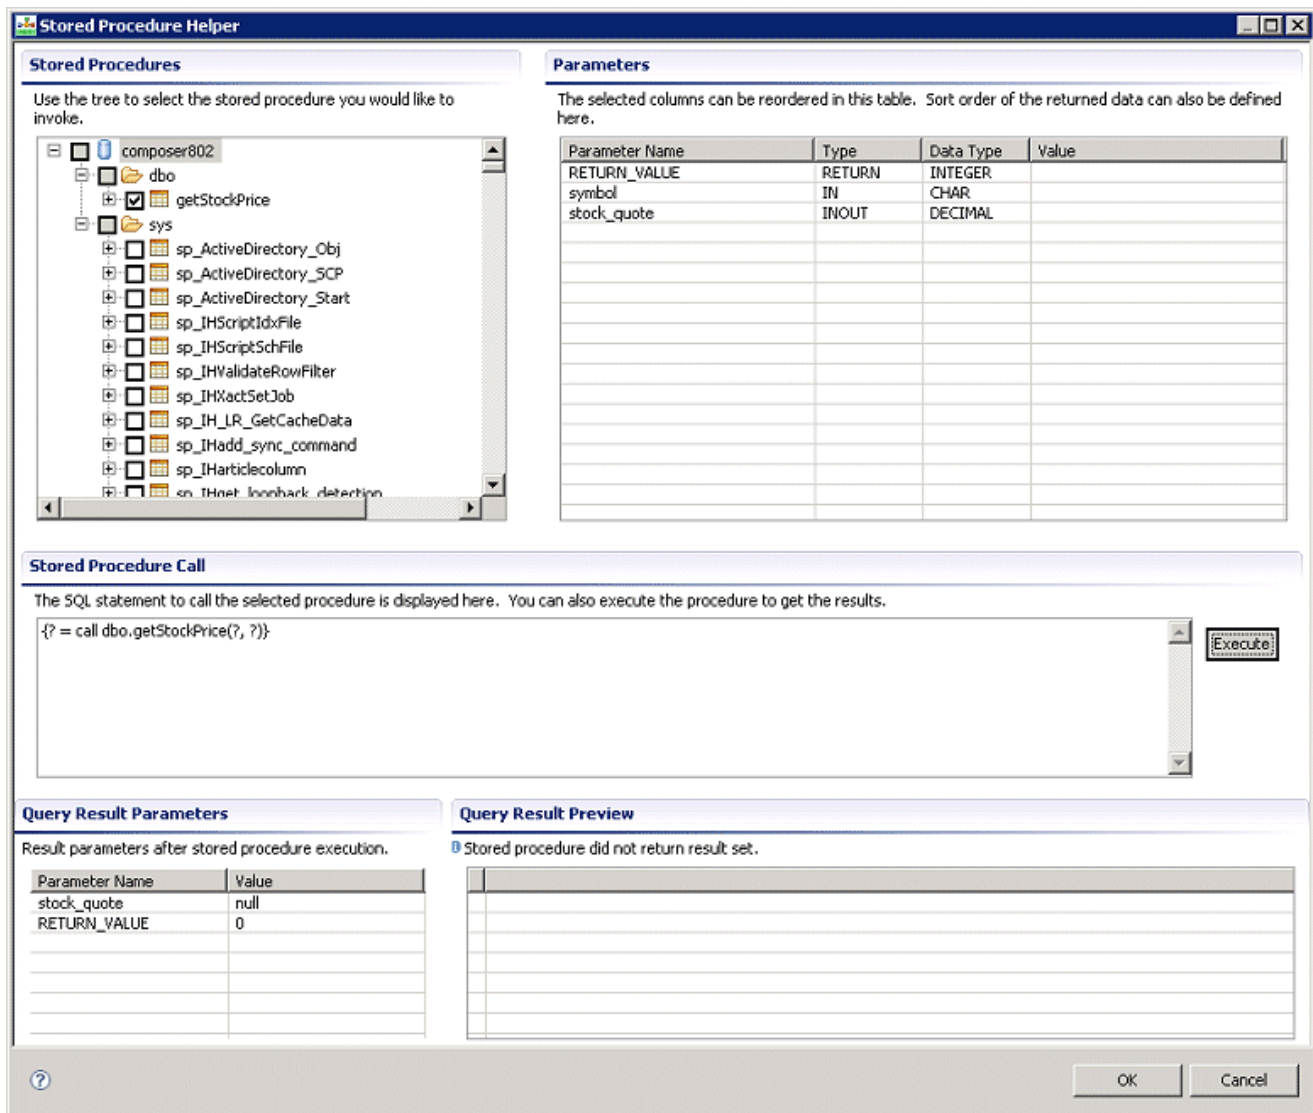 Stored Procedure Helper
Stored Procedures
Use the tree to select the stored procedure you would like to
invoke.
composer802
dbo
getStockPrice
sys
sp_ActiveDirectory_Obj
sp_ActiveDirectory_SCP
sp_ActiveDirectory_Start
sp_IHScriptIdxFile
sp_IHScriptSchFile
sp_IHValidateRowFilter
sp_IHXactSetJob
sp_IH_LR_GetCacheData
sp_IHadd_sync_command
sp_IHarticlecolumn
sp_IHget_loopback_detection
Parameters
The selected columns can be reordered in this table. Sort order of the returned data can also be defined
here.
Parameter Name Type Data Type Value
RETURN_VALUE RETURN INTEGER
symbol IN CHAR
stock_quote INOUT DECIMAL
Stored Procedure Call
The SQL statement to call the selected procedure is displayed here. You can also execute the procedure to get the results.
{? = call dbo.getStockPrice(?, ?)}
Execute
Query Result Parameters
Result parameters after stored procedure execution.
Parameter Name Value
stock_quote null
RETURN_VALUE 0
Query Result Preview
Stored procedure did not return result set.
?
OK Cancel